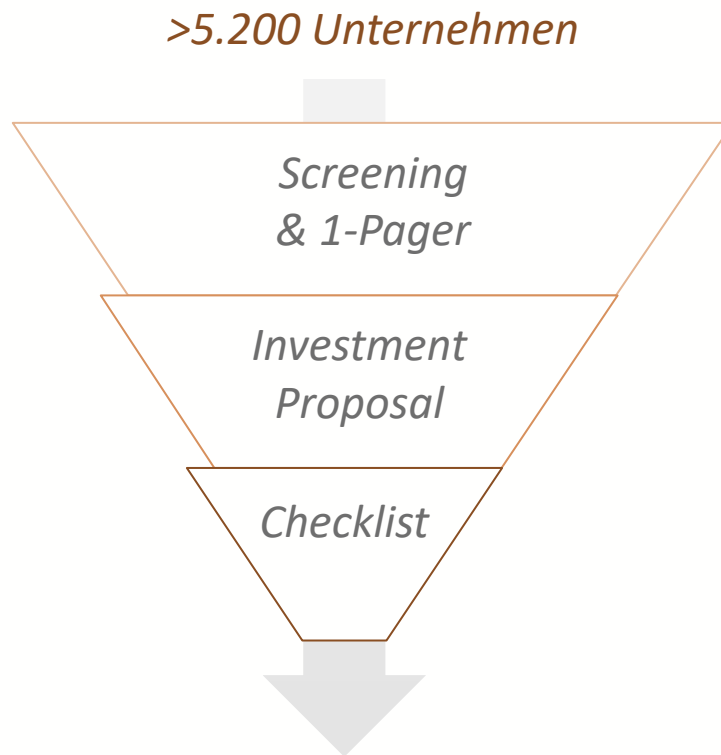 >5.200 Unternehmen
Screening
& 1-Pager
Investment
Proposal
Checklist